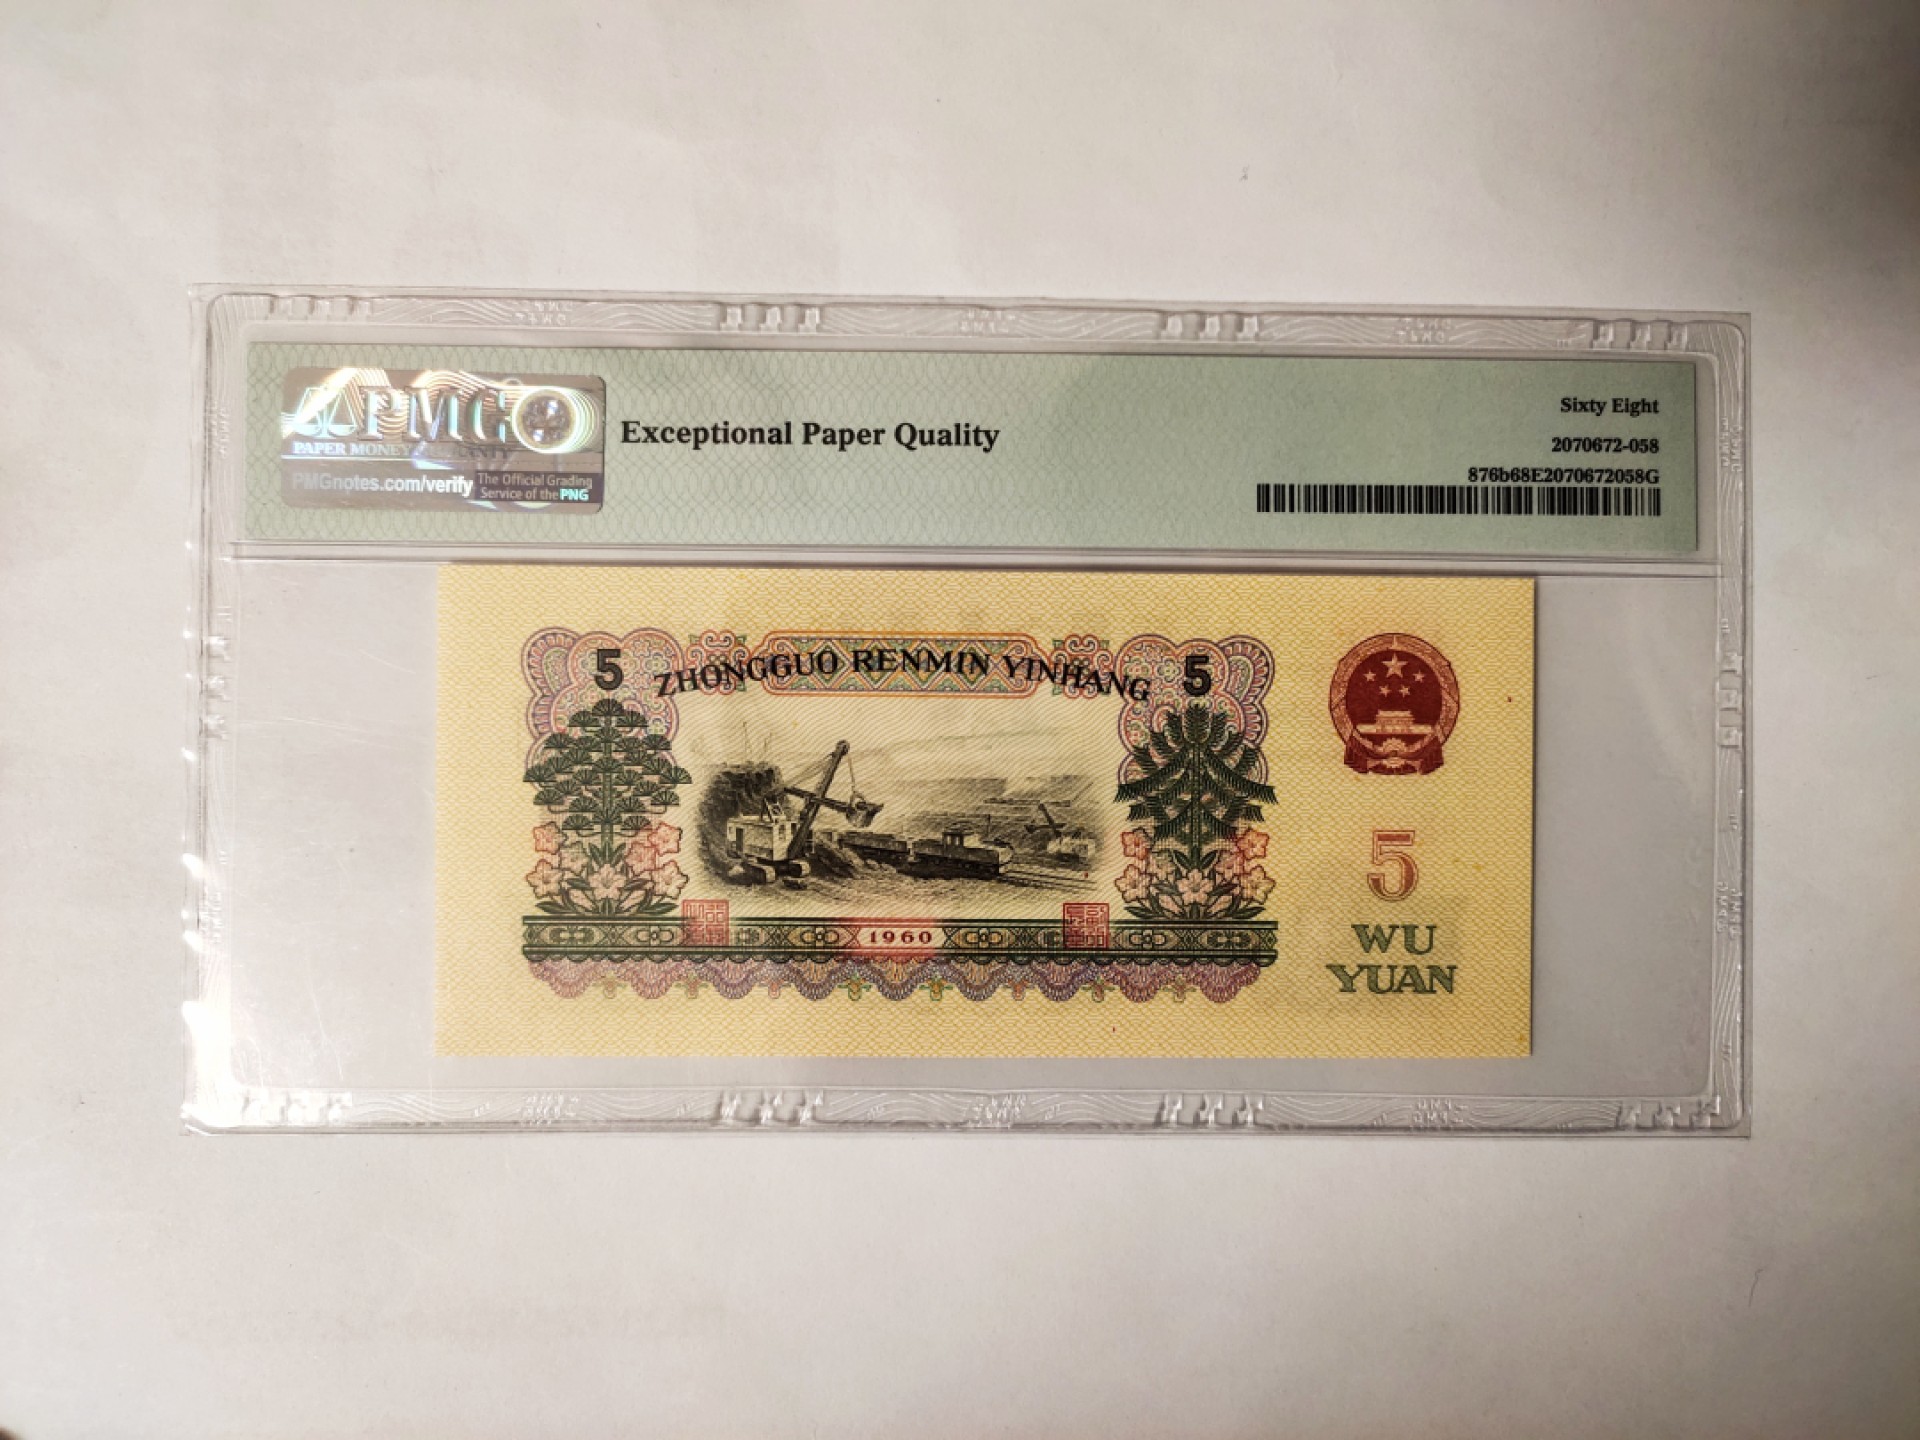 PMG
PAPER MONEY GUARANTY
PMGnotes.com/verify
The Official Grading
Service of the PNG
Exceptional Paper Quality
Sixty Eight
2070672-058
876b68E2070672058G
5 ZHONGGUO RENMIN YINHANG 5
1960
5
WU
YUAN